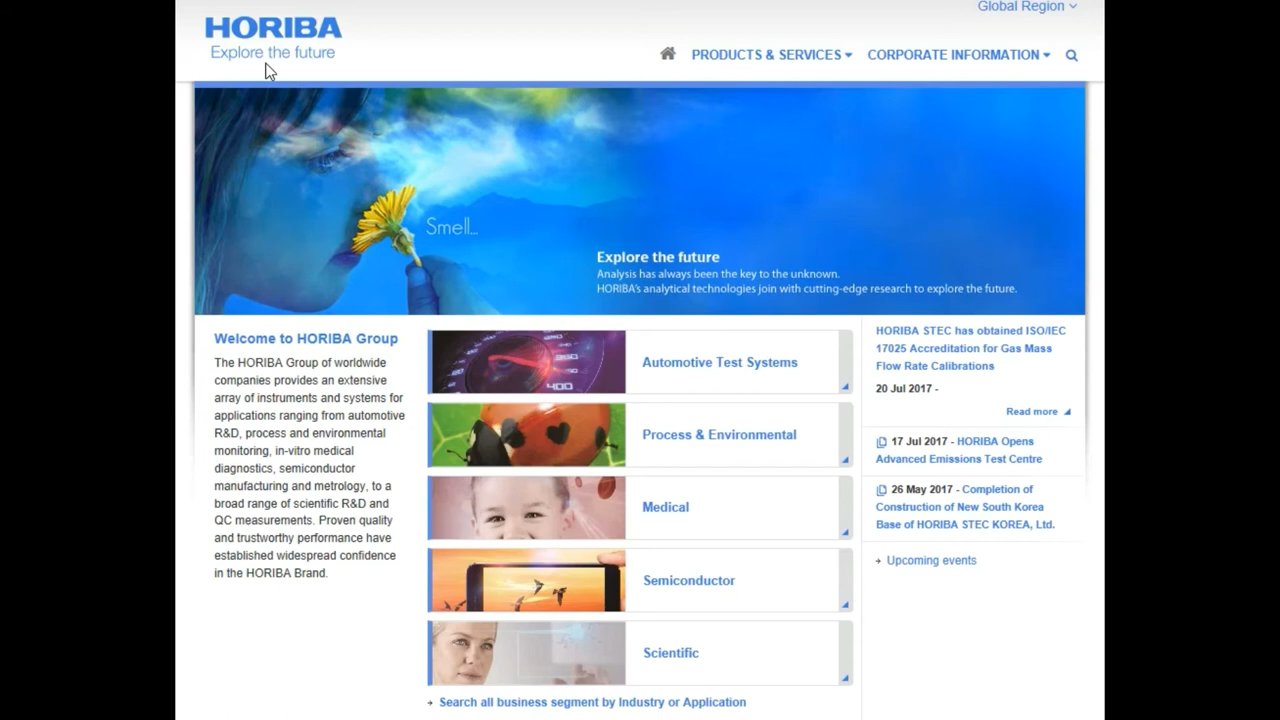 Global Region
HORIBA
Explore the future
PRODUCTS & SERVICES
CORPORATE INFORMATION
Smell...
Explore the future
Analysis has always been the key to the unknown.
HORIBA's analytical technologies join with cutting-edge research to explore the future.
Welcome to HORIBA Group
The HORIBA Group of worldwide
companies provides an extensive
array of instruments and systems for
applications ranging from automotive
R&D, process and environmental
monitoring, in-vitro medical
diagnostics, semiconductor
manufacturing and metrology, to a
broad range of scientific R&D and
QC measurements. Proven quality
and trustworthy performance have
established widespread confidence
in the HORIBA Brand.
Automotive Test Systems
Process & Environmental
Medical
Semiconductor
Scientific
Search all business segment by Industry or Application
HORIBA STEC has obtained ISO/IEC
17025 Accreditation for Gas Mass
Flow Rate Calibrations
20 Jul 2017 -
Read more
17 Jul 2017 - HORIBA Opens
Advanced Emissions Test Centre
26 May 2017 - Completion of
Construction of New South Korea
Base of HORIBA STEC KOREA, Ltd.
Upcoming events